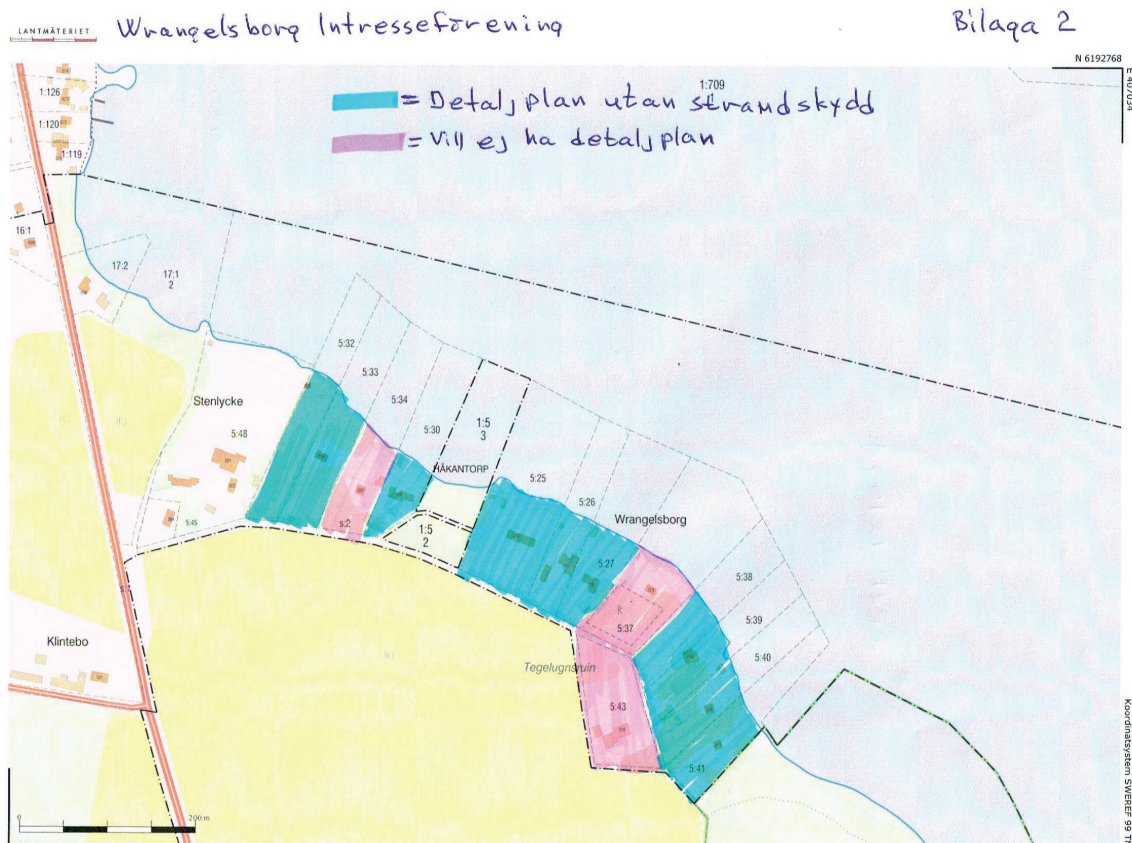 LANTMÄTERIET
Wrangelsborg Intresseförening
Bilaga 2
N 6192768
E 407034
1:709
= Detaljplan utan strandskydd
= Vill ej ha detaljplan
1:126
1:120
1:119
16:1
17:2
17:1
2
5:32
5:33
5:34
5:30
1:5
3
Stenlycke
5:48
HÅKANTORP
5:25
5:26
Wrangelsborg
5:45
s:2
1:5
2
5:27
5:38
5:39
5:40
5:37
R
Klintebo
Tegelugnsruin
5:43
5:41
0
200 m
Koordinatsystem SWEREF 99 T